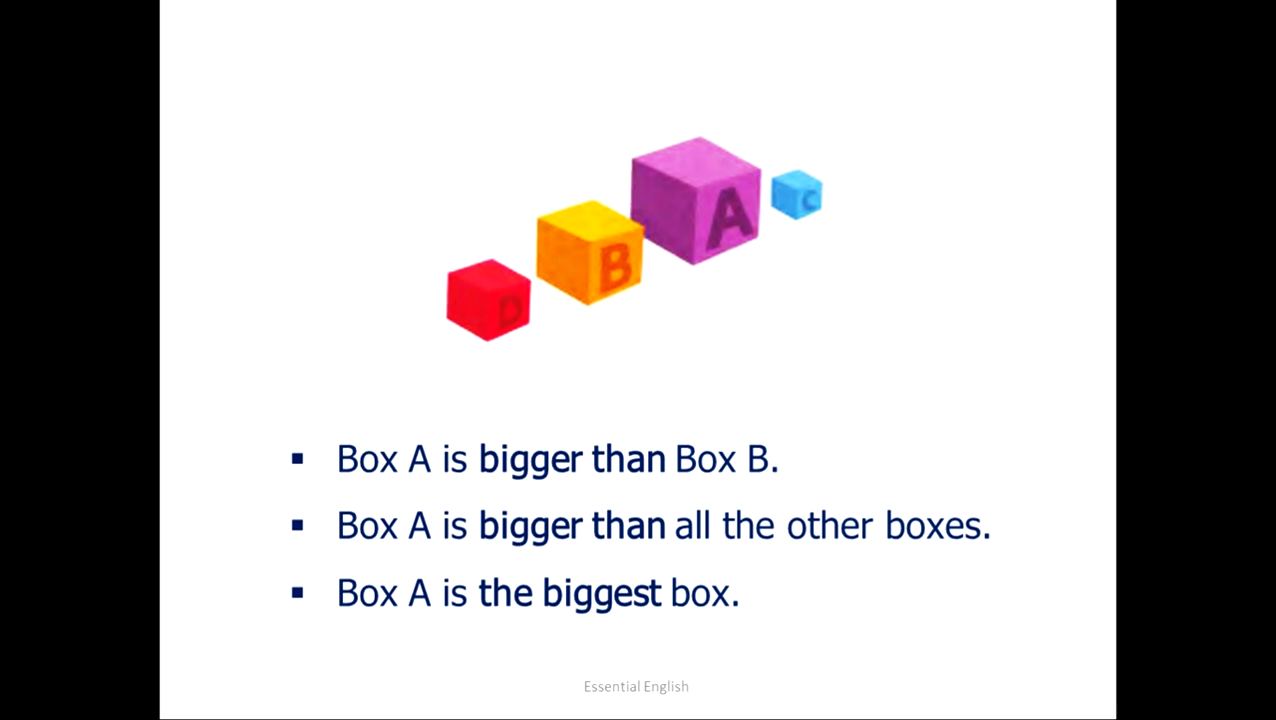 A
C
B
D
▪ Box A is bigger than Box B.
▪ Box A is bigger than all the other boxes.
▪ Box A is the biggest box.
Essential English